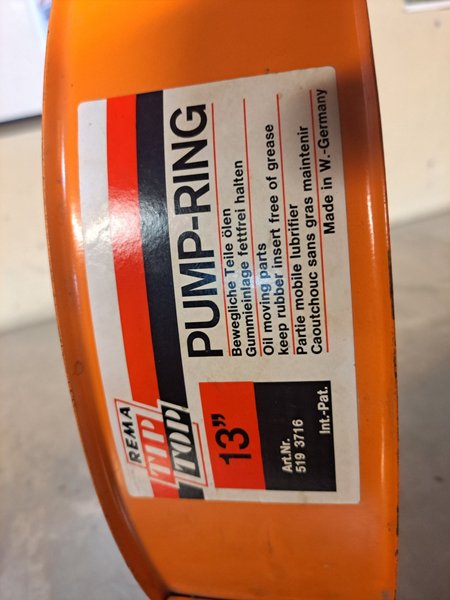 REMA
TIP
TOP
PUMP-RING
13”
Bewegliche Teile ölen
Gummieinlage fettfrei halten
Oil moving parts
keep rubber insert free of grease
Partie mobile lubrifier
Caoutchouc sans gras maintenir
Made in W.-Germany
Art.Nr.
519 3716
Int.-Pat.